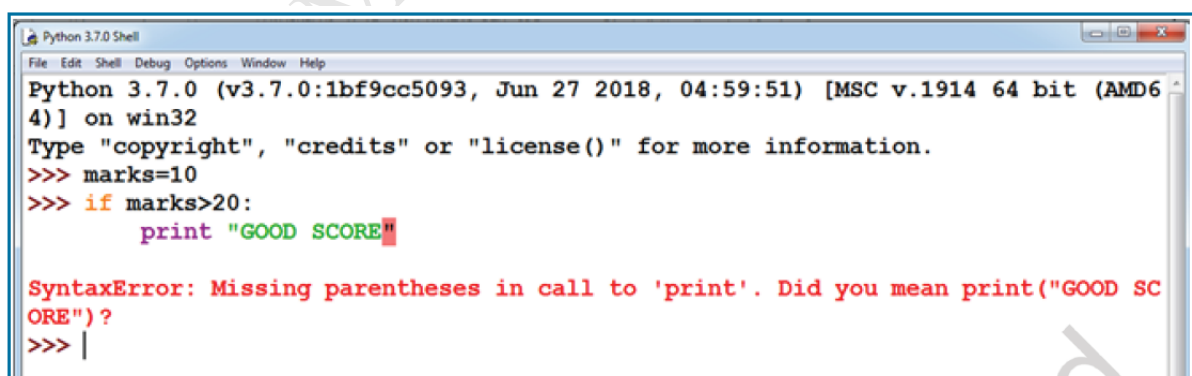 Python 3.7.0 Shell
File Edit Shell Debug Options Window Help
Python 3.7.0 (v3.7.0:1bf9cc5093, Jun 27 2018, 04:59:51) [MSC v.1914 64 bit (AMD6
4)] on win32
Type "copyright", "credits" or "license()" for more information.
>>> marks=10
>>> if marks>20:
        print "GOOD SCORE"
SyntaxError: Missing parentheses in call to 'print'. Did you mean print("GOOD SC
ORE")?
>>>